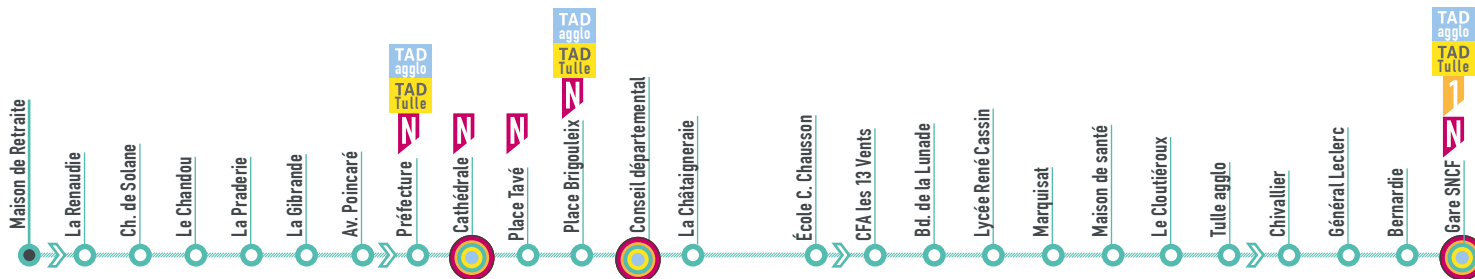 Maison de Retraite
La Renaudie
Ch. de Solane
Le Chandou
La Praderie
La Gibrande
Av. Poincaré
TAD
agglo
TAD
Tulle
N
Préfecture
N
Cathédrale
N
Place Tavé
TAD
agglo
TAD
Tulle
N
Place Brigouleix
Conseil départemental
La Châtaigneraie
École C. Chausson
CFA les 13 Vents
Bd. de la Lunade
Lycée René Cassin
Marquisat
Maison de santé
Le Cloutiéroux
Tulle agglo
Chivallier
Général Leclerc
Bernardie
TAD
agglo
TAD
Tulle
1
N
Gare SNCF